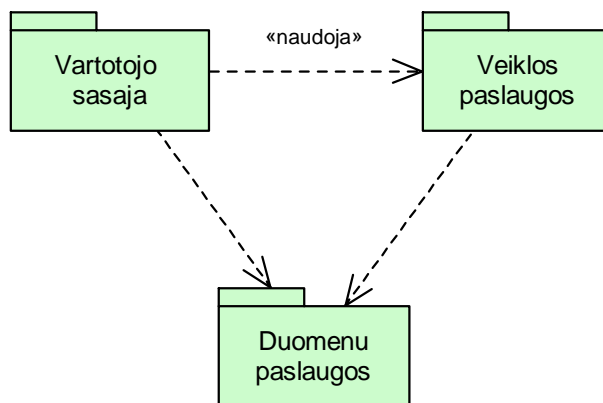 «naudoja»
Vartotojo
sasaja
Veiklos
paslaugos
Duomenu
paslaugos